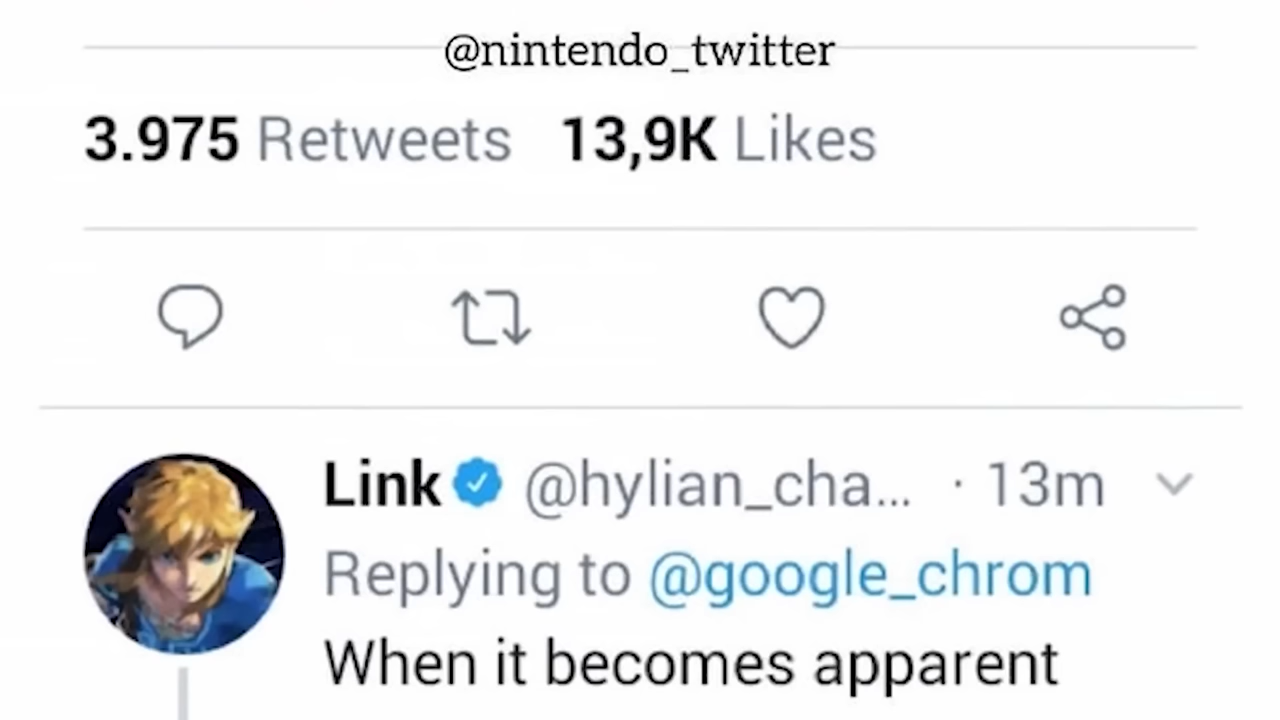 @nintendo_twitter
3.975 Retweets 13,9K Likes
Link @hylian_cha... · 13m
Replying to @google_chrom
When it becomes apparent